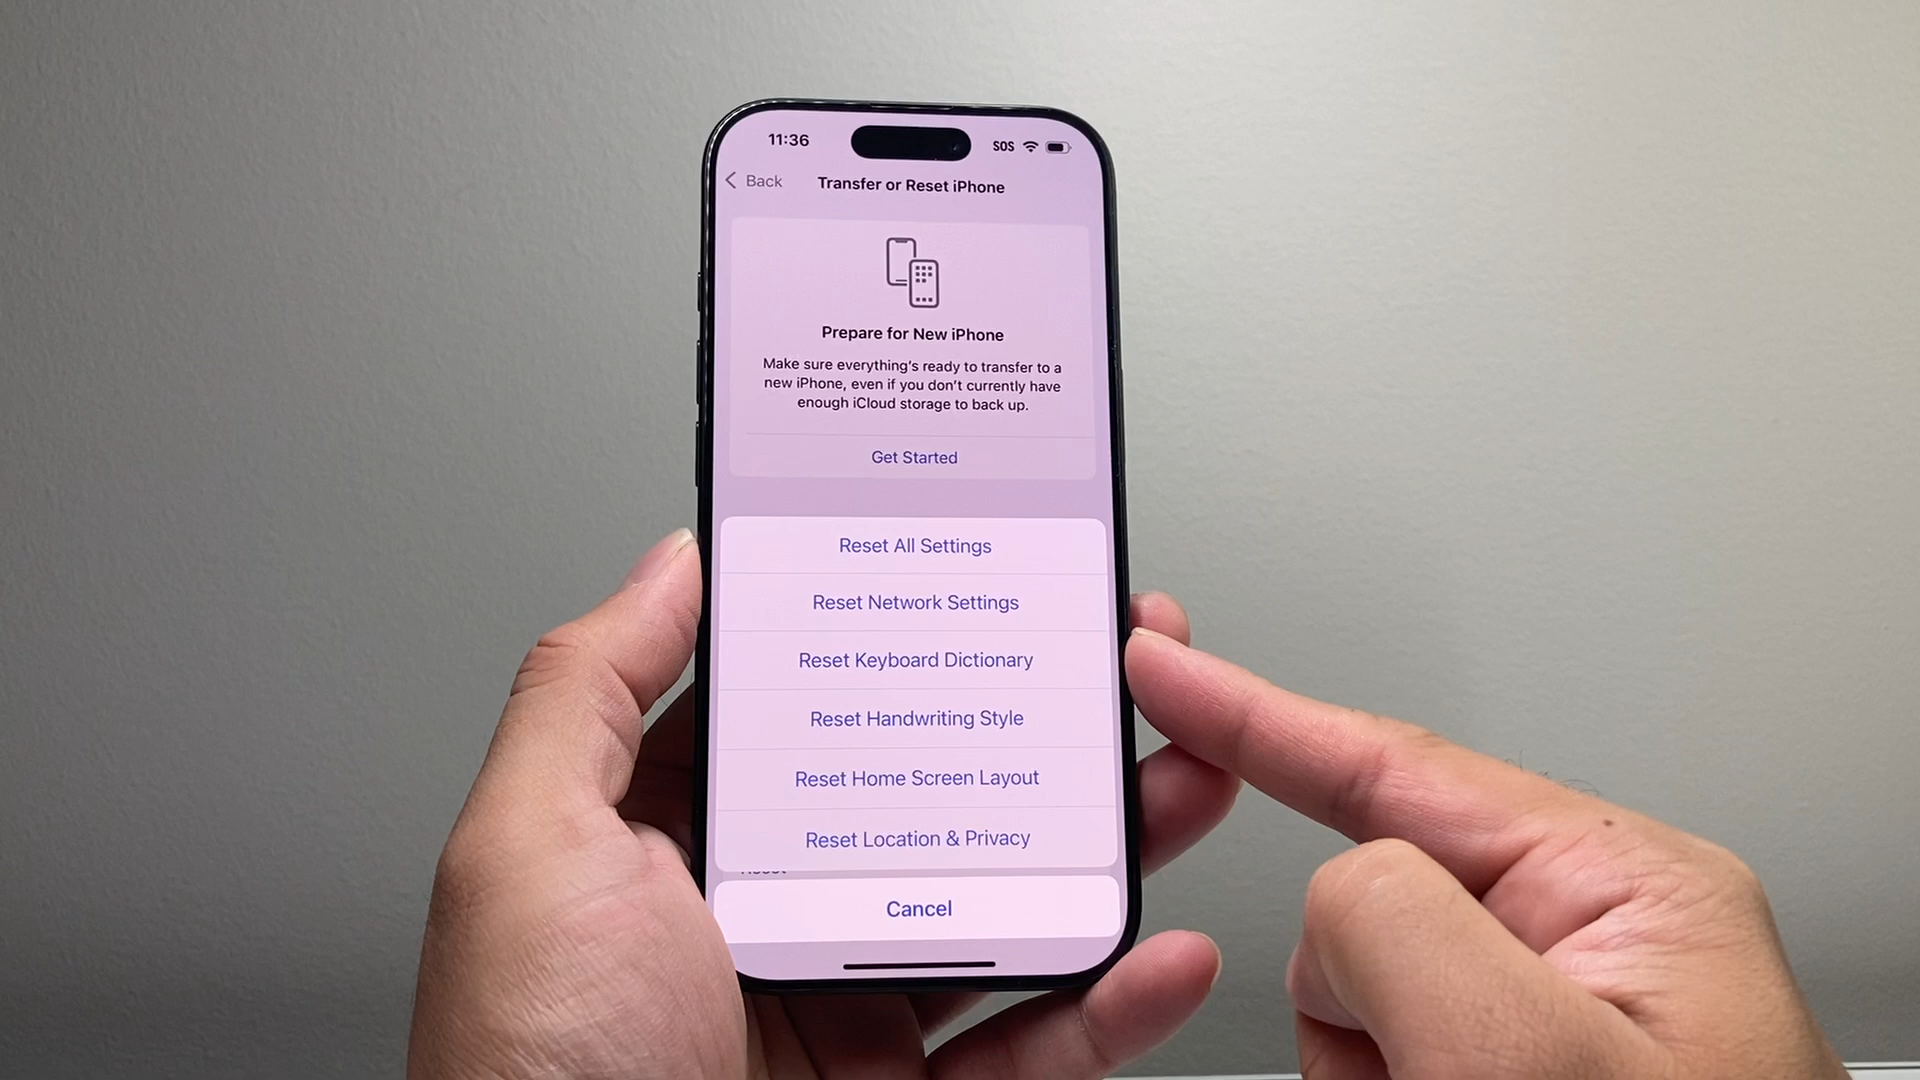 11:36
SOS
Back
Transfer or Reset iPhone
Prepare for New iPhone
Make sure everything's ready to transfer to a
new iPhone, even if you don't currently have
enough iCloud storage to back up.
Get Started
Reset All Settings
Reset Network Settings
Reset Keyboard Dictionary
Reset Handwriting Style
Reset Home Screen Layout
Reset Location & Privacy
Reset
Cancel